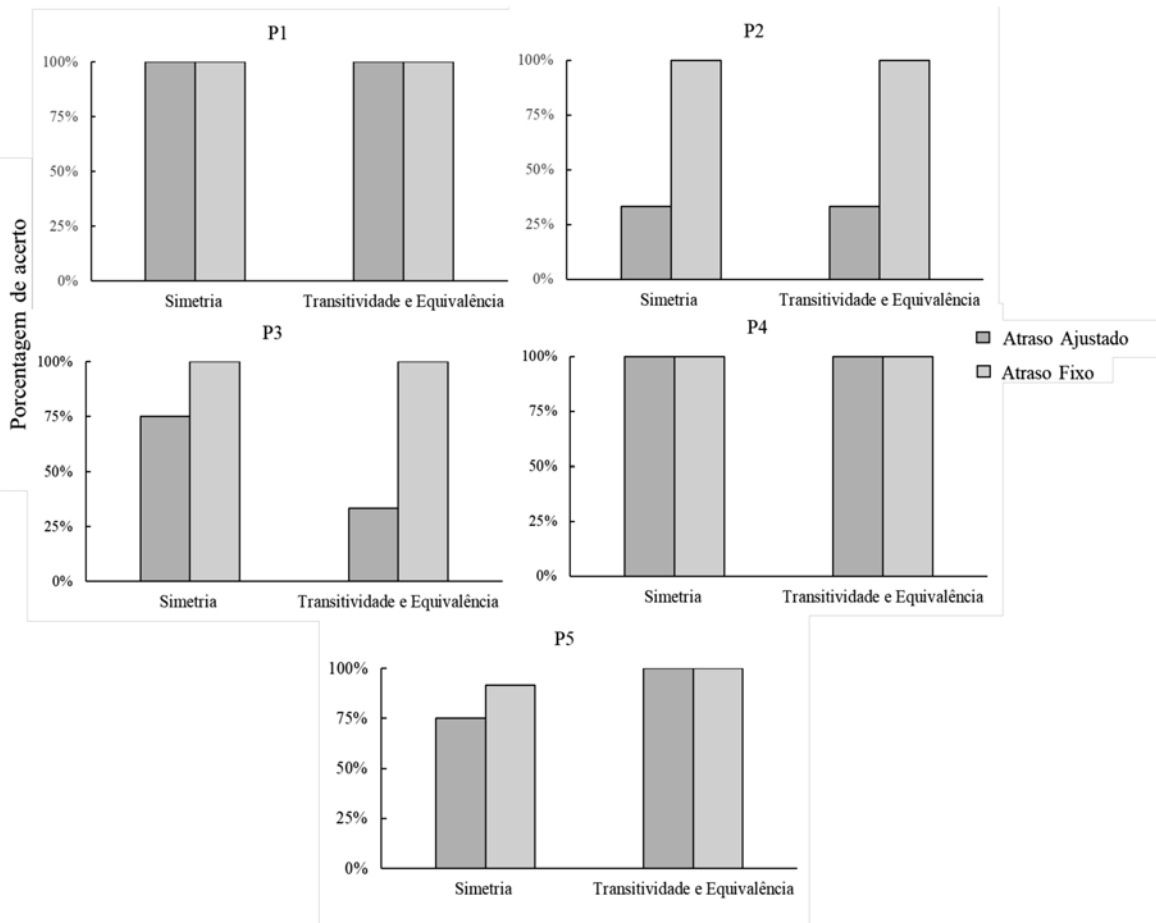 P1
100%
75%
50%
25%
0%
Simetria
Transitividade e Equivalência
P2
100%
75%
50%
25%
0%
Simetria
Transitividade e Equivalência
Porcentagem de acerto
P3
100%
75%
50%
25%
0%
Simetria
Transitividade e Equivalência
P4
100%
75%
50%
25%
0%
Simetria
Transitividade e Equivalência
Atraso Ajustado
Atraso Fixo
P5
100%
75%
50%
25%
0%
Simetria
Transitividade e Equivalência